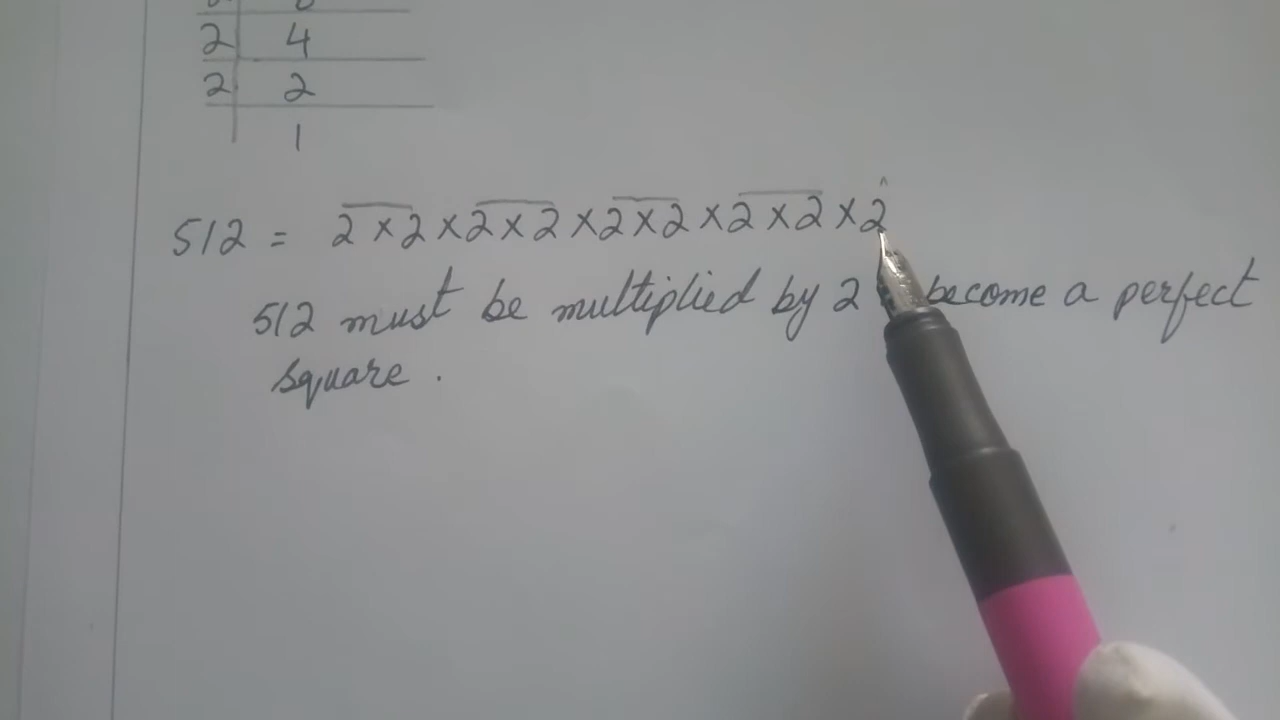 2 4
2 2
1
512 = 2 × 2 × 2 × 2 × 2 × 2 × 2 × 2 × 2
512 must be multiplied by 2 become a perfect
square.